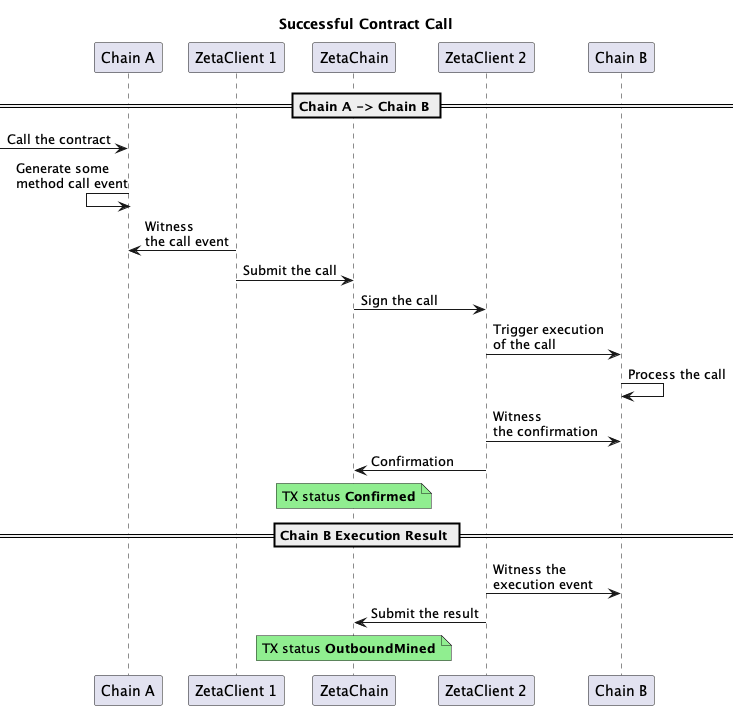 Successful Contract Call
Chain A
ZetaClient 1
ZetaChain
ZetaClient 2
Chain B
Chain A -> Chain B
Call the contract
Generate some
method call event
Witness
the call event
Submit the call
Sign the call
Trigger execution
of the call
Process the call
Witness
the confirmation
Confirmation
TX status Confirmed
Chain B Execution Result
Witness the
execution event
Submit the result
TX status OutboundMined
Chain A
ZetaClient 1
ZetaChain
ZetaClient 2
Chain B